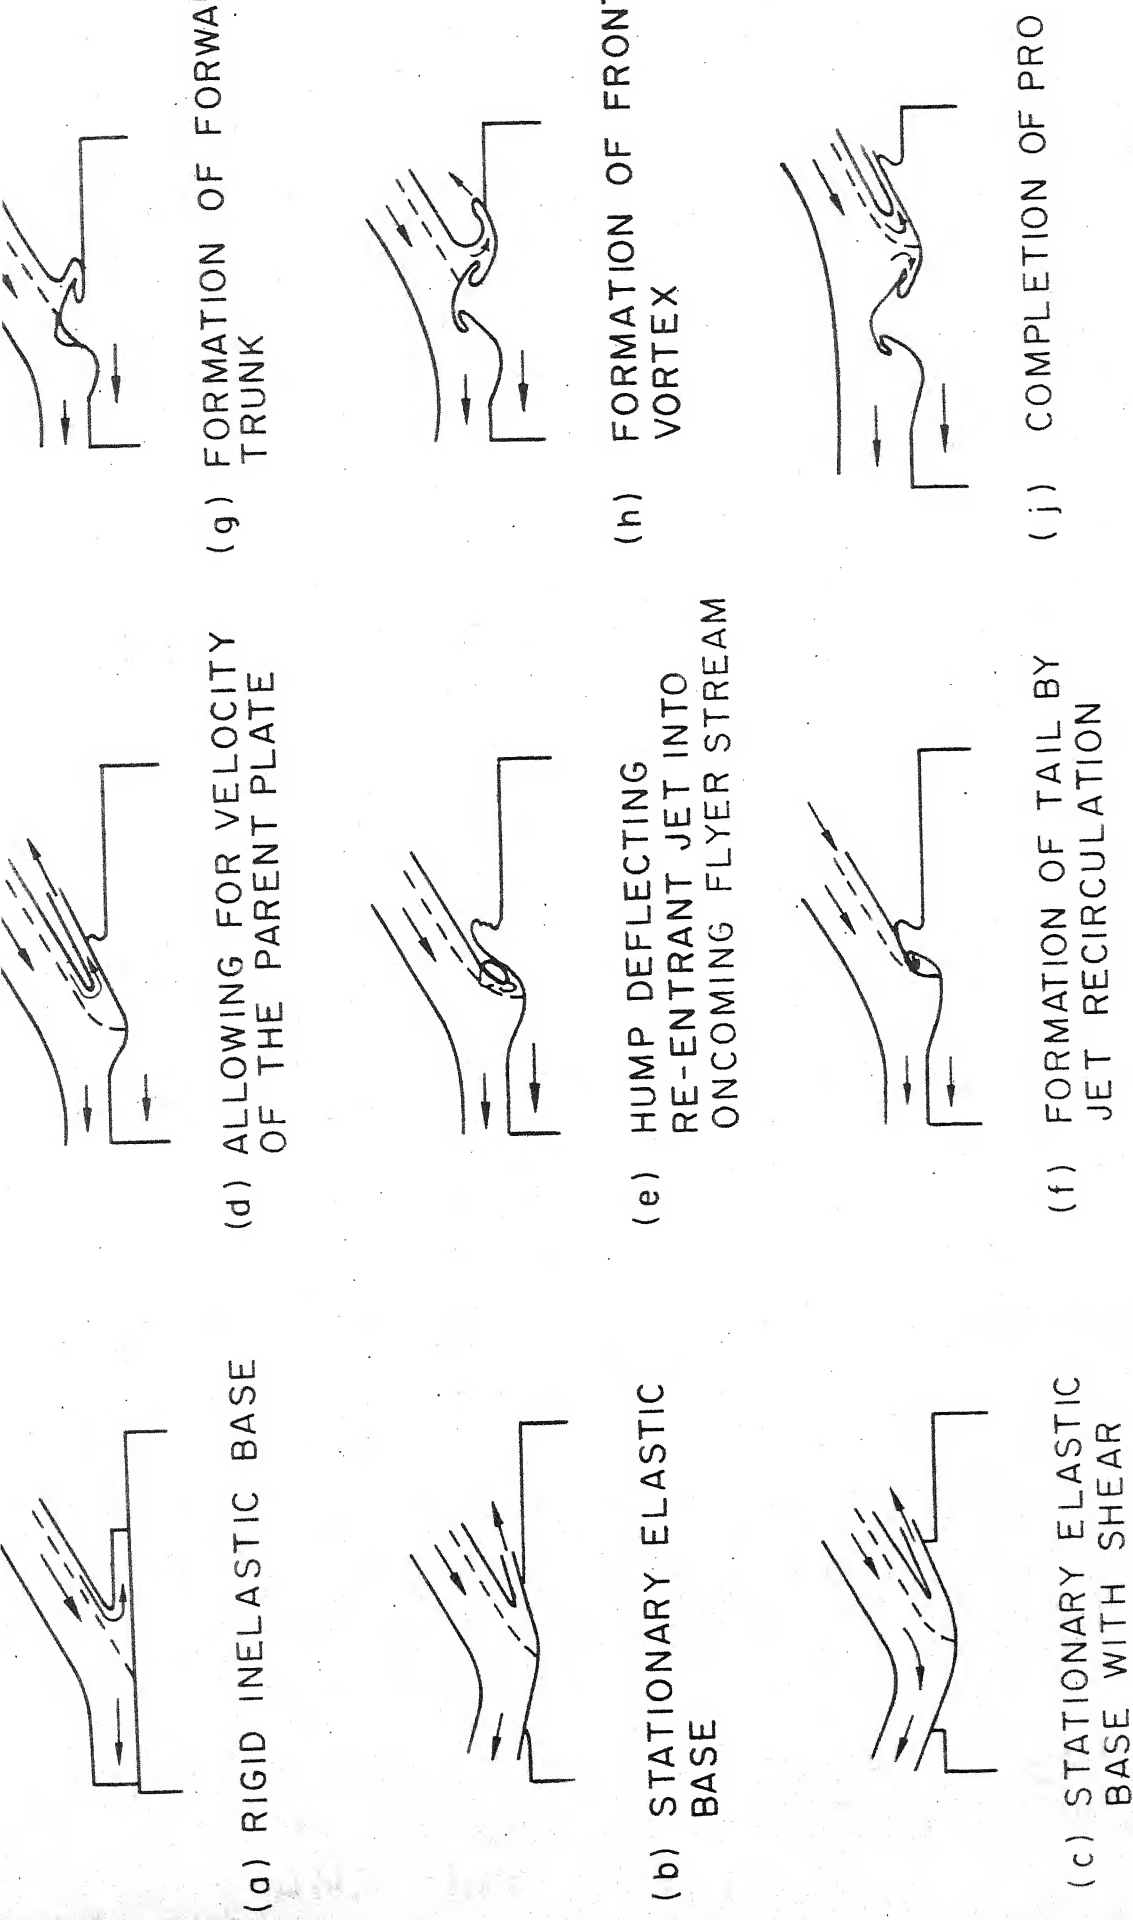 (a) RIGID INELASTIC BASE
(b) STATIONARY ELASTIC
BASE
(c) STATIONARY ELASTIC
BASE WITH SHEAR
(d) ALLOWING FOR VELOCITY
OF THE PARENT PLATE
(e) HUMP DEFLECTING
RE-ENTRANT JET INTO
ONCOMING FLYER STREAM
(f) FORMATION OF TAIL BY
JET RECIRCULATION
(g) FORMATION OF FORWA
TRUNK
(h) FORMATION OF FRONT
VORTEX
(j) COMPLETION OF PRO